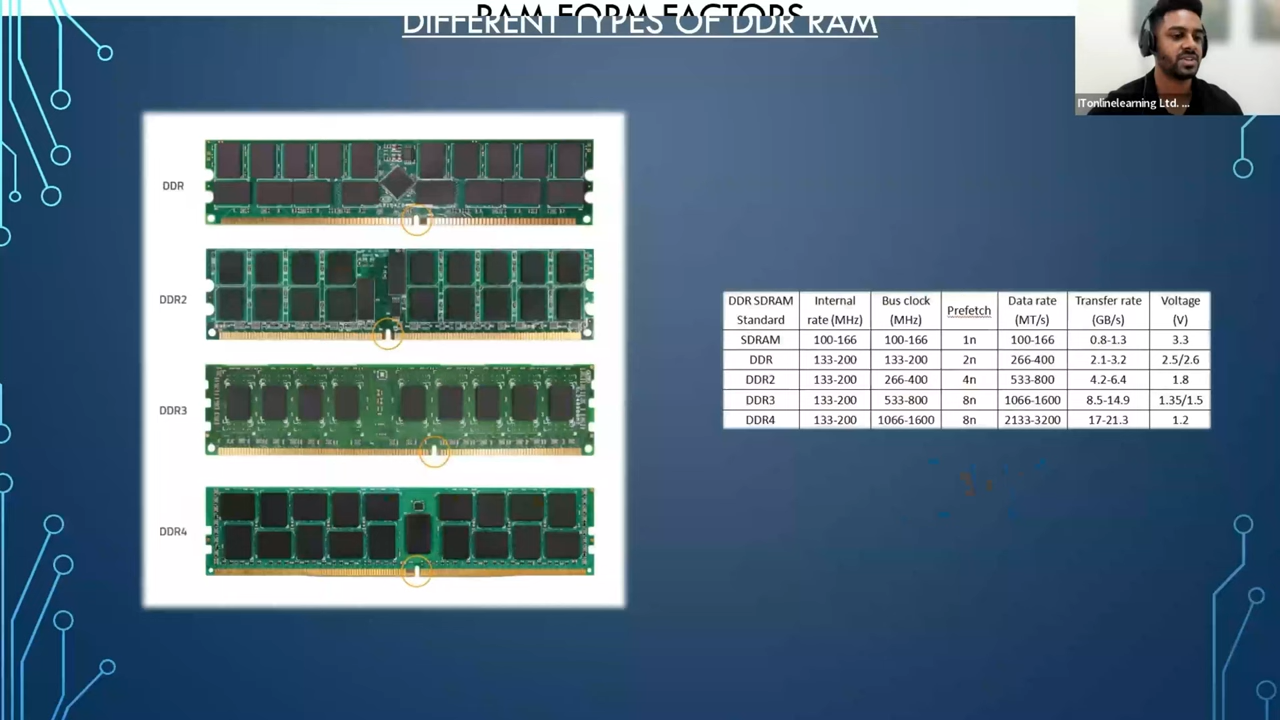 RAM FORM FACTORS
DIFFERENT TYPES OF DDR RAM
ITonlinelearning Ltd. ...
DDR
DDR2
DDR3
DDR4
DDR SDRAM Standard Internal rate (MHz) Bus clock (MHz) Prefetch Data rate (MT/s) Transfer rate (GB/s) Voltage (V)
SDRAM 100-166 100-166 1n 100-166 0.8-1.3 3.3
DDR 133-200 133-200 2n 266-400 2.1-3.2 2.5/2.6
DDR2 133-200 266-400 4n 533-800 4.2-6.4 1.8
DDR3 133-200 533-800 8n 1066-1600 8.5-14.9 1.35/1.5
DDR4 133-200 1066-1600 8n 2133-3200 17-21.3 1.2